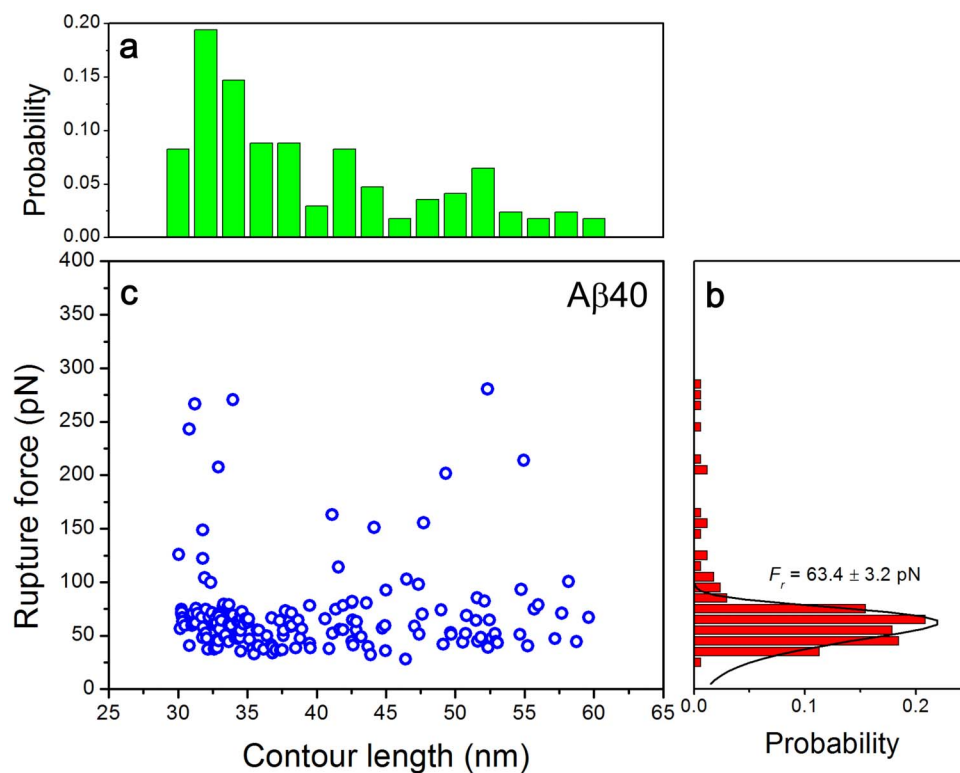 a
0.20
0.15
0.10
0.05
0.00
Probability
c
Aβ40
400
350
300
250
200
150
100
50
0
Rupture force (pN)
25 30 35 40 45 50 55 60 65
Contour length (nm)
b
Fr = 63.4 ± 3.2 pN
0.0 0.1 0.2
Probability